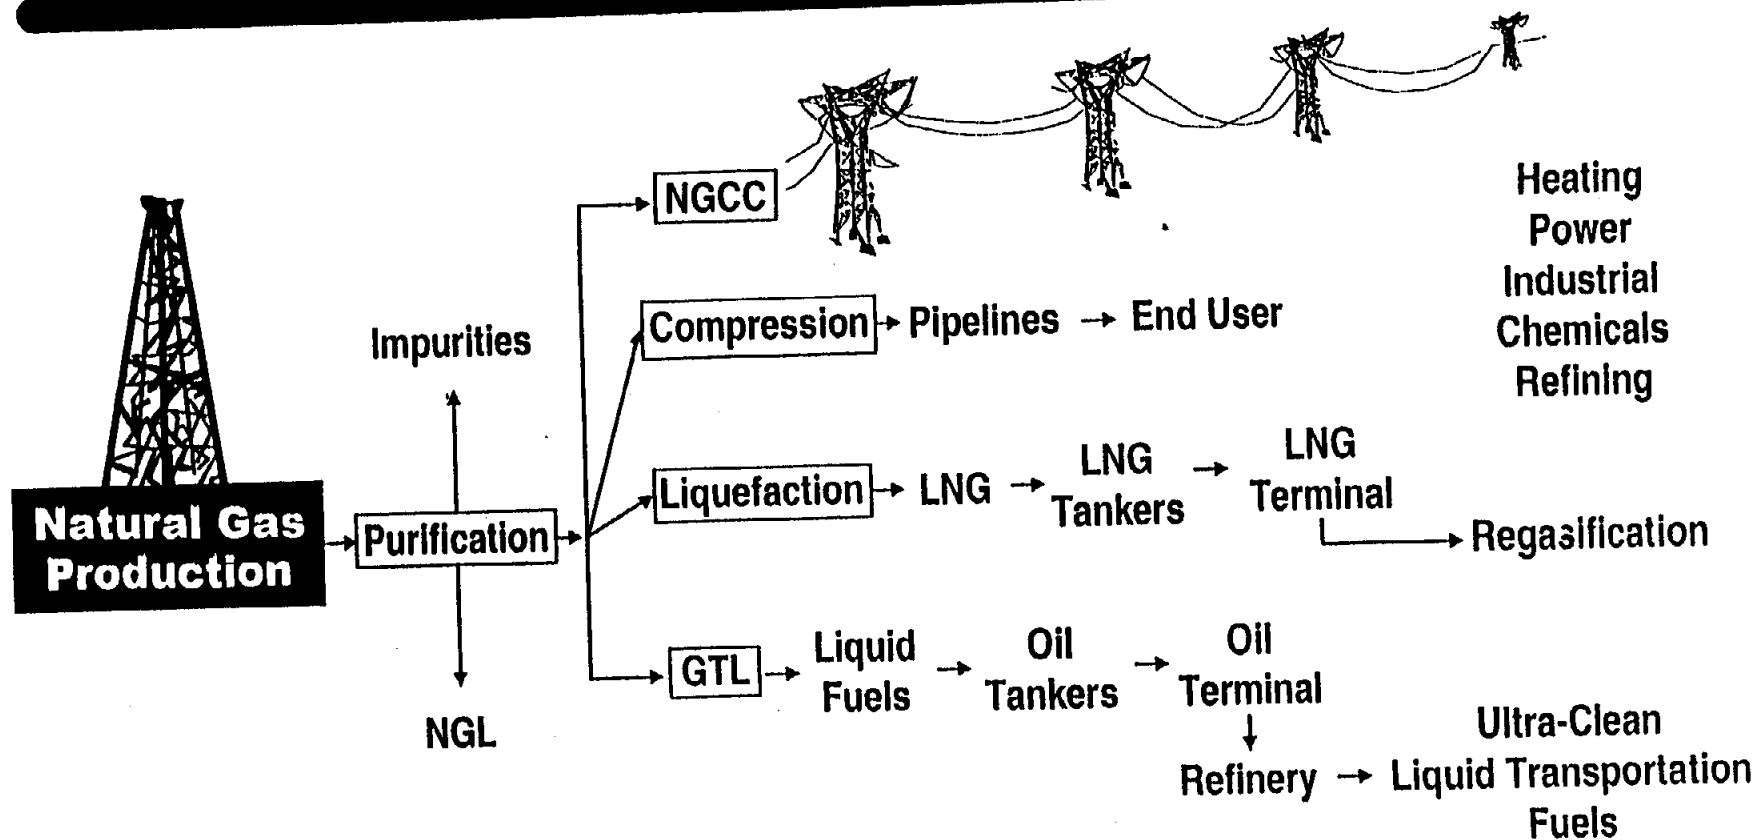 NGCC
Heating
Power
Industrial
Chemicals
Refining
Impurities
Compression
Pipelines
End User
Natural Gas
Production
Purification
Liquefaction
LNG
LNG
Tankers
LNG
Terminal
Regasification
NGL
GTL
Liquid
Fuels
Oil
Tankers
Oil
Terminal
Refinery
Ultra-Clean
Liquid Transportation
Fuels